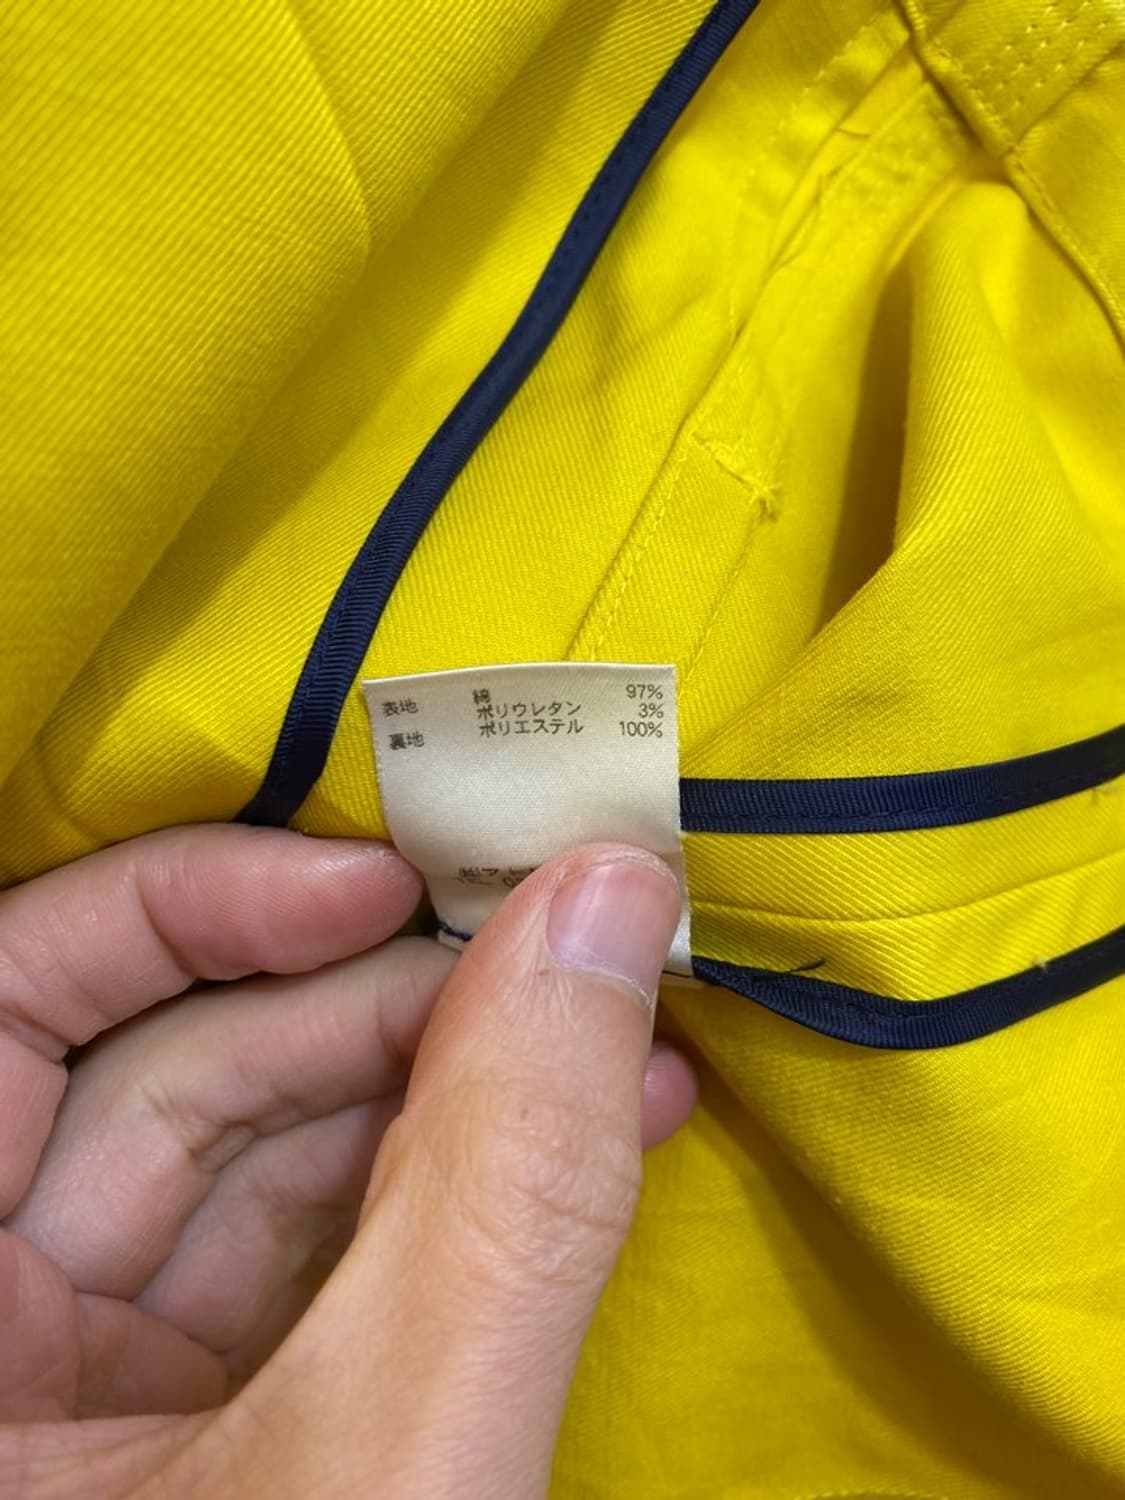 表地 綿 97%
ポリウレタン 3%
裏地 ポリエステル 100%